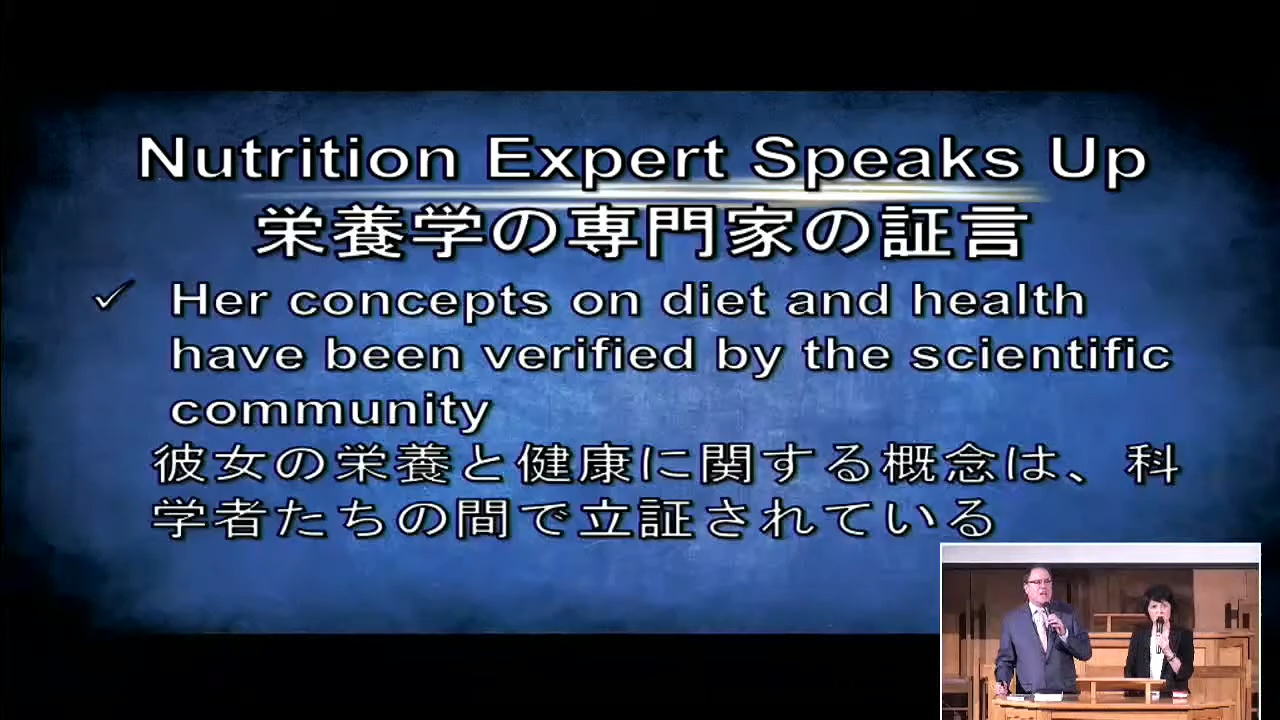 Nutrition Expert Speaks Up
栄養学の専門家の証言
✓ Her concepts on diet and health
have been verified by the scientific
community
彼女の栄養と健康に関する概念は、科
学者たちの間で立証されている